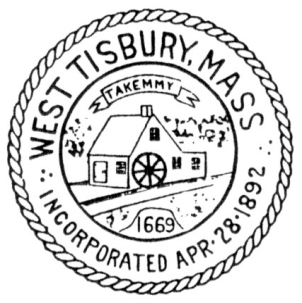 WEST TISBURY, MASS
TAKEMMY
1669
INCORPORATED APR·28·1892